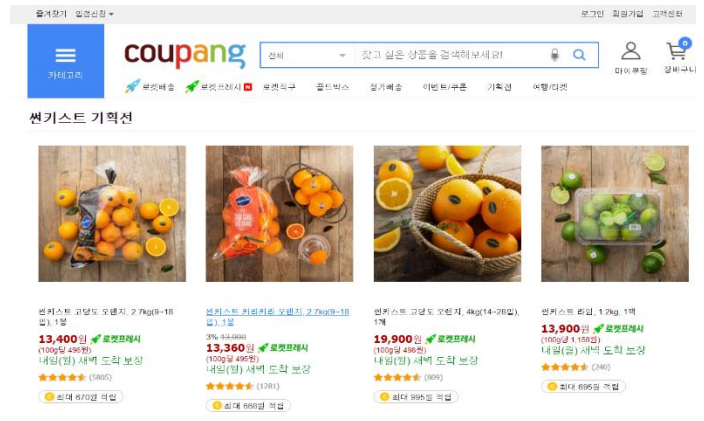 즐겨찾기 입점신청
로그인 회원가입 고객센터
카테고리
coupang
전체
찾고 싶은 상품을 검색해보세요!
마이쿠팡
0
장바구니
로켓배송 로켓프레시 N 로켓직구 골드박스 정기배송 이벤트/쿠폰 기획전 여행/티켓
썬키스트 기획전
썬키스트 고당도 오렌지, 2.7kg(9~18입), 1봉
13,400원 로켓프레시
(100g당 496원)
내일(월) 새벽 도착 보장
(5805)
최대 670원 적립
썬키스트 카라카라 오렌지, 2.7kg(9~18입), 1봉
3% 13,900
13,360원 로켓프레시
(100g당 495원)
내일(월) 새벽 도착 보장
(1281)
최대 668원 적립
썬키스트 고당도 오렌지, 4kg(14~28입), 1개
19,900원 로켓프레시
(100g당 498원)
내일(월) 새벽 도착 보장
(809)
최대 995원 적립
썬키스트 라임, 1.2kg, 1팩
13,900원 로켓프레시
(100g당 1,158원)
내일(월) 새벽 도착 보장
(240)
최대 695원 적립